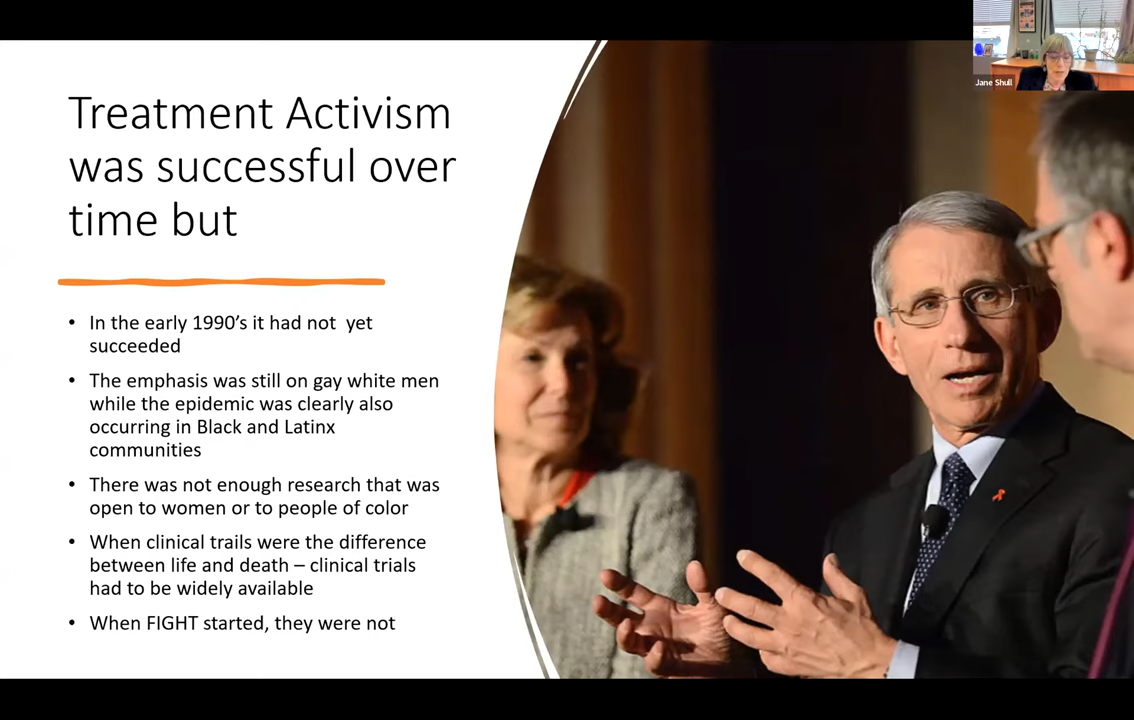 Jane Shull
Treatment Activism
was successful over
time but
• In the early 1990's it had not  yet
succeeded
• The emphasis was still on gay white men
while the epidemic was clearly also
occurring in Black and Latinx
communities
• There was not enough research that was
open to women or to people of color
• When clinical trails were the difference
between life and death – clinical trials
had to be widely available
• When FIGHT started, they were not